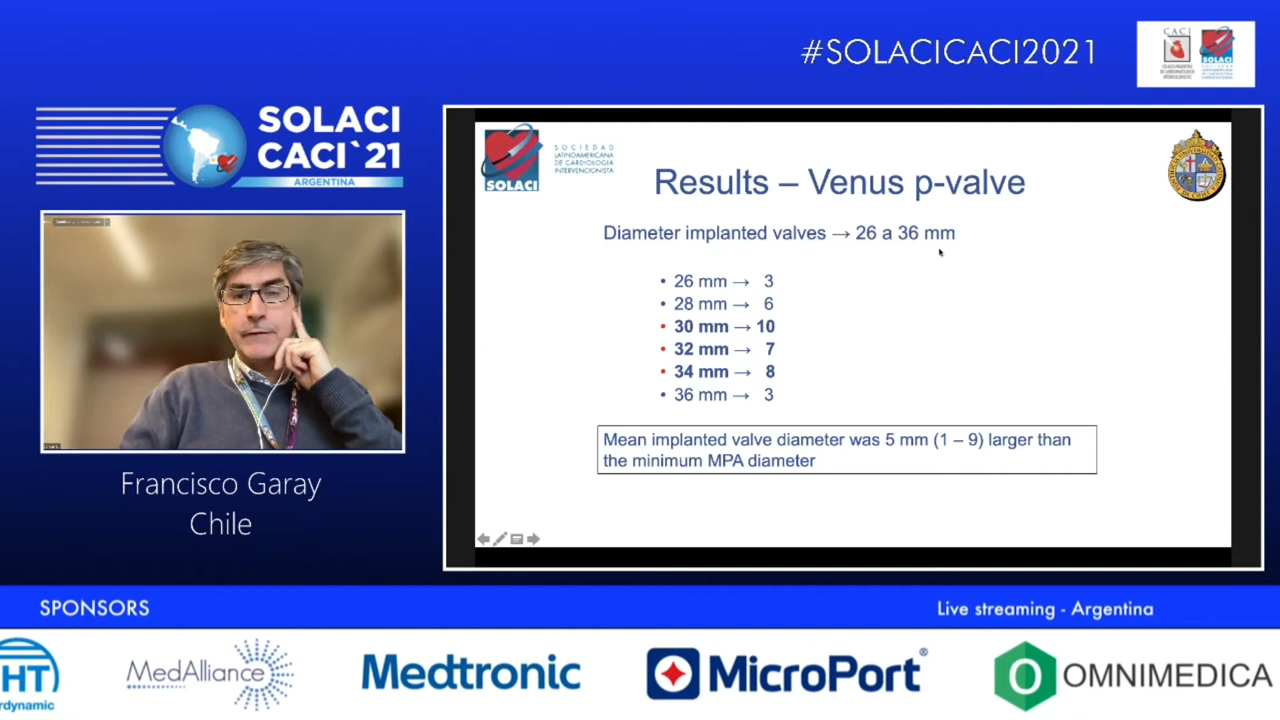 #SOLACICACI2021
CACI
SOLACI
SOLACI
CACI`21
ARGENTINA
SOCIEDAD
LATINOAMERICANA
DE CARDIOLOGIA
INTERVENCIONISTA
SOLACI
Results – Venus p-valve
Diameter implanted valves → 26 a 36 mm
• 26 mm → 3
• 28 mm → 6
• 30 mm → 10
• 32 mm → 7
• 34 mm → 8
• 36 mm → 3
Mean implanted valve diameter was 5 mm (1 – 9) larger than
the minimum MPA diameter
Francisco Garay
Chile
SPONSORS
Live streaming - Argentina
HT
rdynamic
MedAlliance
Medtronic
MicroPort®
OMNIMEDICA